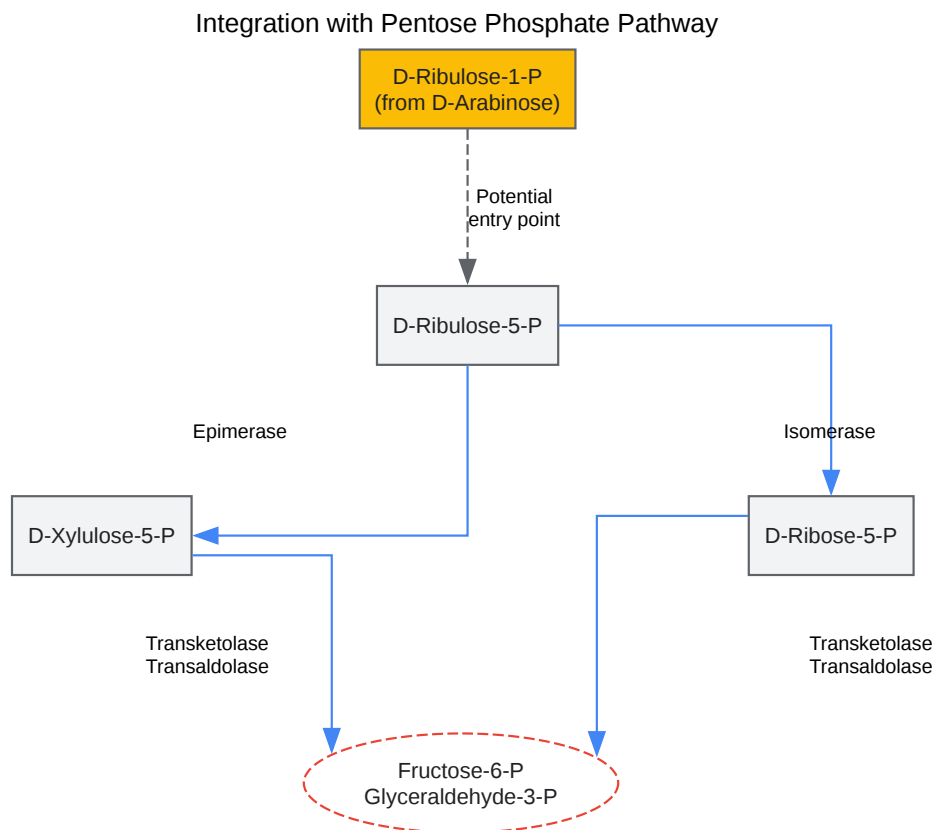 Integration with Pentose Phosphate Pathway
D-Ribulose-1-P
(from D-Arabinose)
Potential
entry point
D-Ribulose-5-P
Epimerase
Isomerase
D-Xylulose-5-P
D-Ribose-5-P
Transketolase
Transaldolase
Transketolase
Transaldolase
Fructose-6-P
Glyceraldehyde-3-P